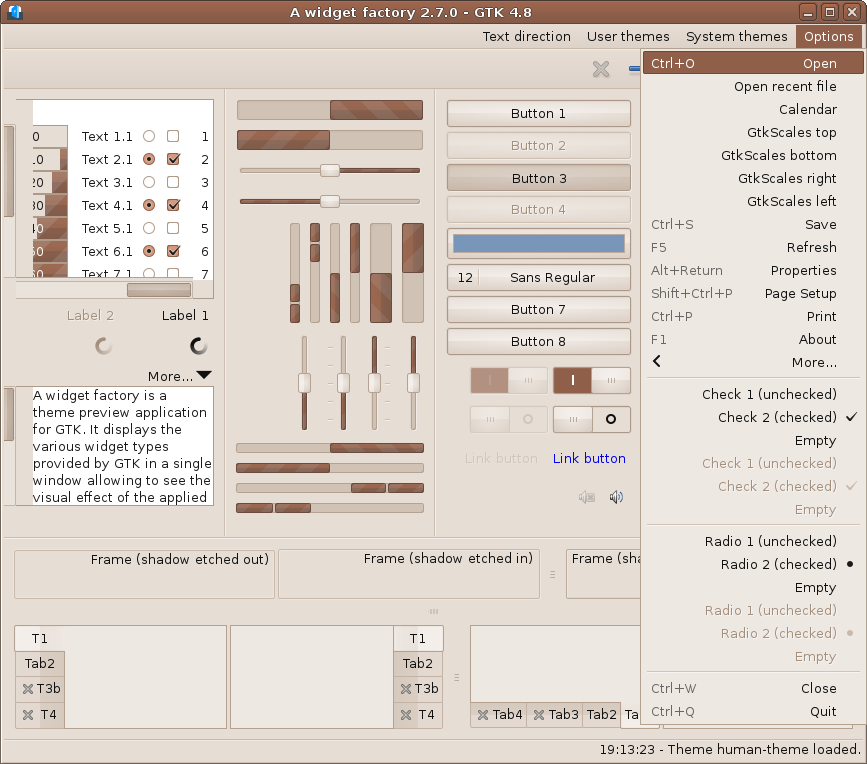 A widget factory 2.7.0 - GTK 4.8
Text direction User themes System themes Options
Ctrl+O Open
Open recent file
Calendar
GtkScales top
GtkScales bottom
GtkScales right
GtkScales left
Ctrl+S Save
F5 Refresh
Alt+Return Properties
Shift+Ctrl+P Page Setup
Ctrl+P Print
F1 About
More...
Check 1 (unchecked)
Check 2 (checked)
Empty
Check 1 (unchecked)
Check 2 (checked)
Empty
Radio 1 (unchecked)
Radio 2 (checked)
Empty
Radio 1 (unchecked)
Radio 2 (checked)
Empty
Ctrl+W Close
Ctrl+Q Quit
0 Text 1.1 1
10 Text 2.1 2
20 Text 3.1 3
30 Text 4.1 4
40 Text 5.1 5
50 Text 6.1 6
60 Text 7.1 7
Label 2 Label 1
More...
A widget factory is a
theme preview application
for GTK. It displays the
various widget types
provided by GTK in a single
window allowing to see the
visual effect of the applied
Button 1
Button 2
Button 3
Button 4
12 Sans Regular
Button 7
Button 8
Link button Link button
Frame (shadow etched out) Frame (shadow etched in) Frame (sha
T1
Tab2
T3b
T4
T1
Tab2
T3b
T4
Tab4 Tab3 Tab2 Ta
19:13:23 - Theme human-theme loaded.